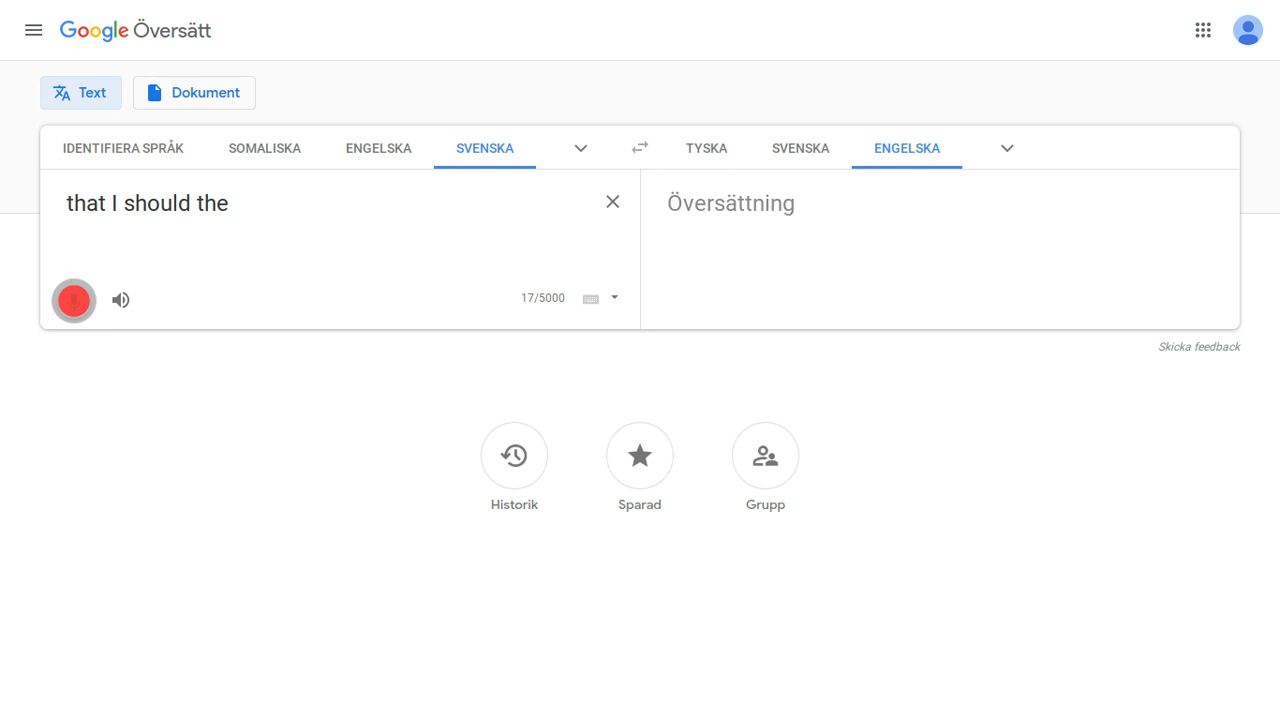 Google Översätt
Text
Dokument
IDENTIFIERA SPRÅK SOMALISKA ENGELSKA SVENSKA TYSKA SVENSKA ENGELSKA
that I should the
Översättning
17/5000
Skicka feedback
Historik Sparad Grupp